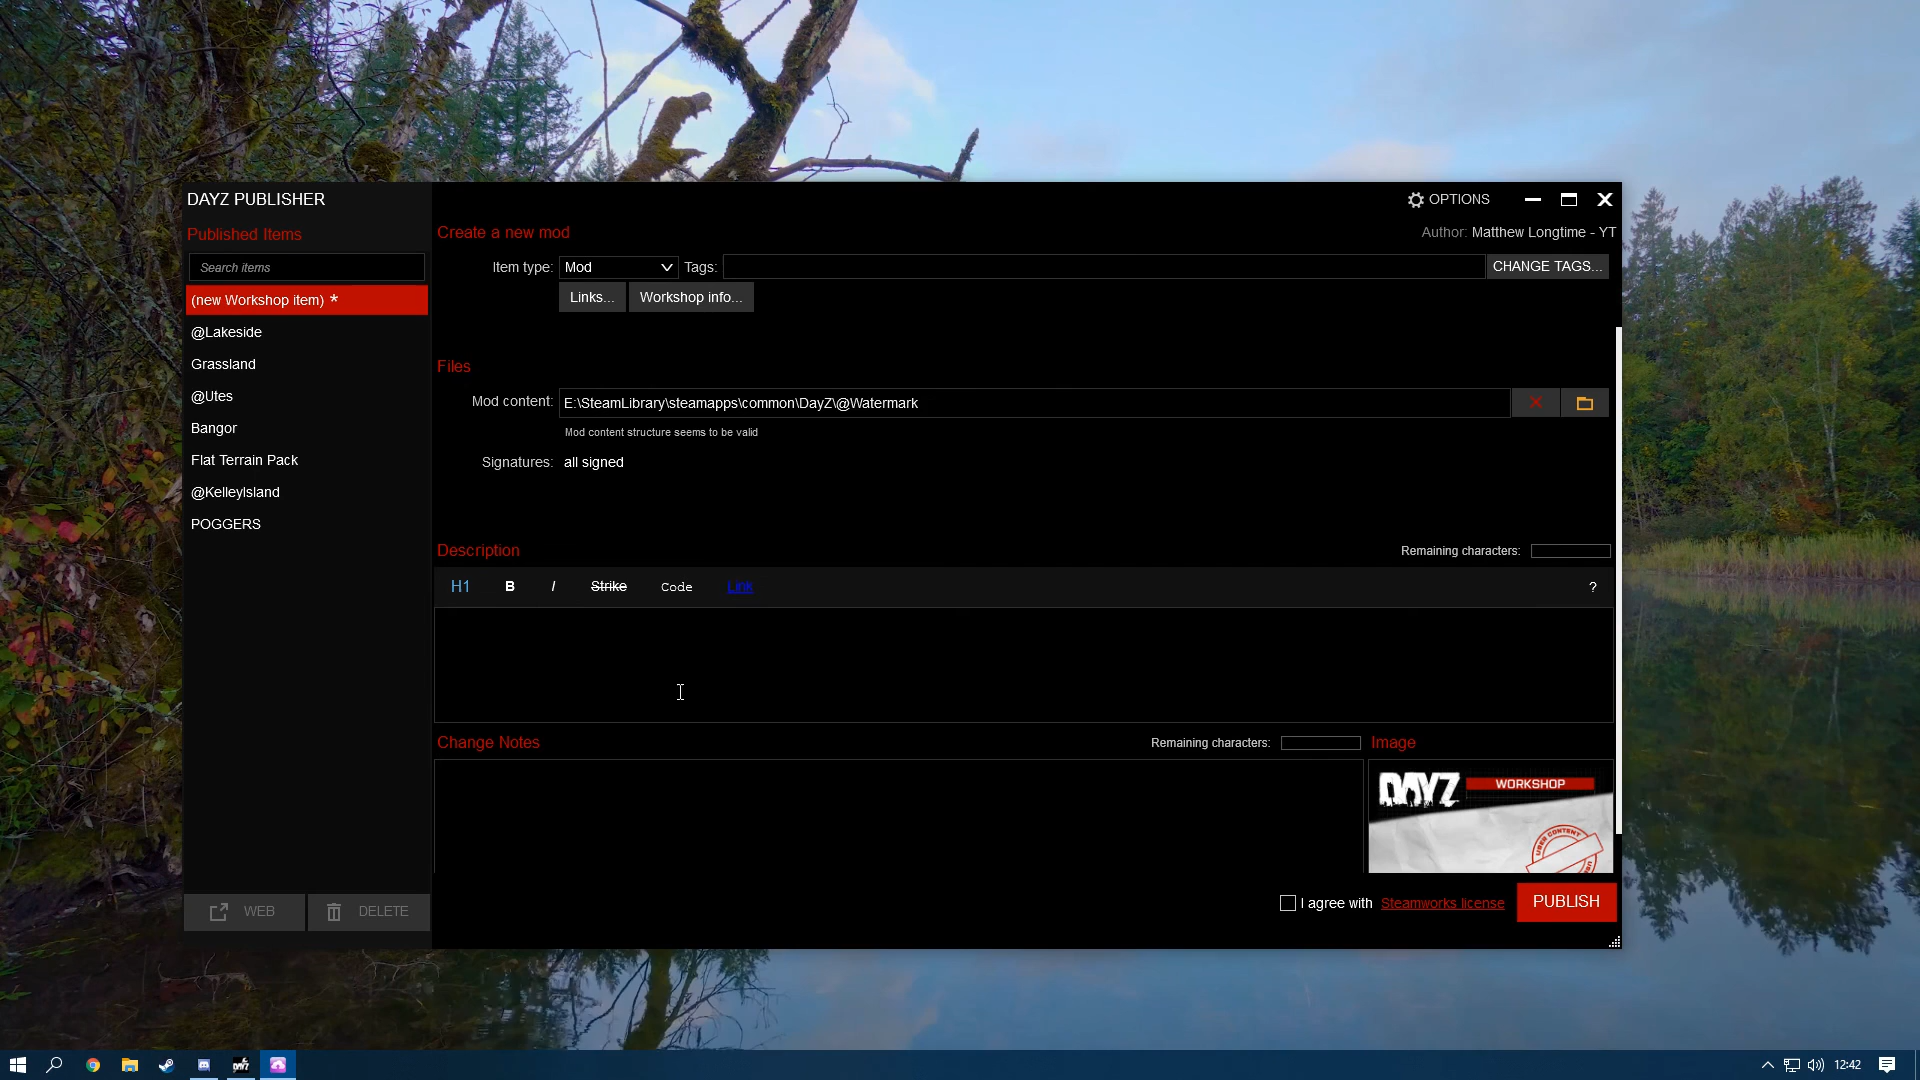 DAYZ PUBLISHER
OPTIONS
Published Items
Create a new mod
Author: Matthew Longtime - YT
Search items
Item type: Mod Tags: CHANGE TAGS...
(new Workshop item) *
Links... Workshop info...
@Lakeside
Grassland
Files
@Utes
Mod content: E:\SteamLibrary\steamapps\common\DayZ\@Watermark
Bangor
Mod content structure seems to be valid
Flat Terrain Pack
Signatures: all signed
@KelleyIsland
POGGERS
Description
Remaining characters:
H1 B I Strike Code Link ?
Change Notes
Remaining characters:
Image
DAYZ WORKSHOP
USER CONTENT
WEB DELETE
I agree with Steamworks license PUBLISH
DAYZ
12:42